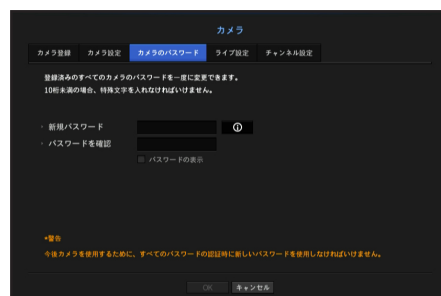 カメラ
カメラ登録 カメラ設定 カメラのパスワード ライブ設定 チャンネル設定
登録済みのすべてのカメラのパスワードを一度に変更できます。
10桁未満の場合、特殊文字を入れなければいけません。
・ 新規パスワード
・ パスワードを確認
パスワードの表示
*警告
今後カメラを使用するために、すべてのパスワードの認証時に新しいパスワードを使用しなければいけません。
OK キャンセル